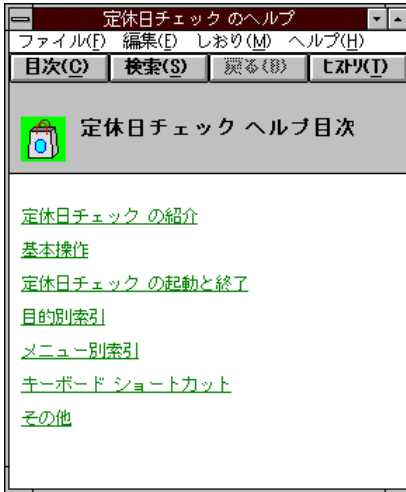 定休日チェック のヘルプ
ファイル(F) 編集(E) しおり(M) ヘルプ(H)
目次(C) 検索(S) 戻る(B) ﾋｽﾄﾘ(T)
定休日チェック ヘルプ目次
定休日チェック の紹介
基本操作
定休日チェック の起動と終了
目的別索引
メニュー別索引
キーボード ショートカット
その他